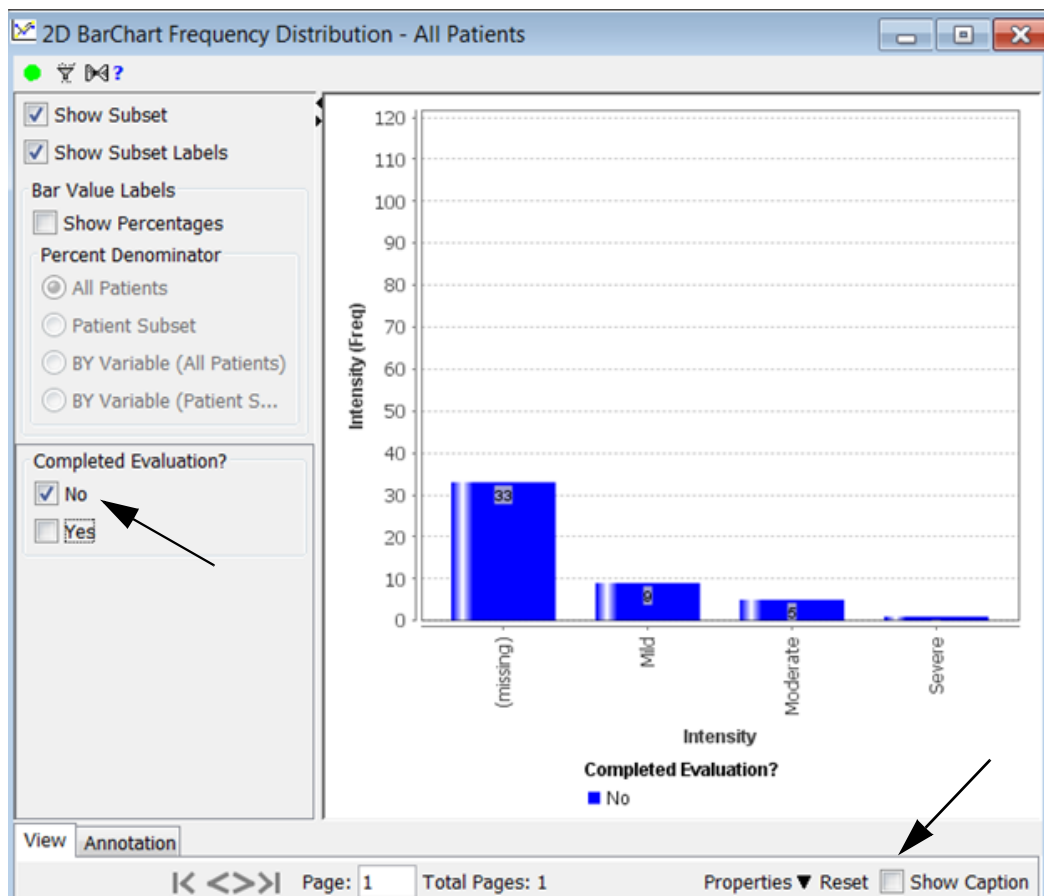 2D BarChart Frequency Distribution - All Patients
?
Show Subset
Show Subset Labels
Bar Value Labels
Show Percentages
Percent Denominator
All Patients
Patient Subset
BY Variable (All Patients)
BY Variable (Patient S...
Completed Evaluation?
No
Yes
120
110
100
90
80
70
60
50
40
30
20
10
0
Intensity (Freq)
33
9
5
(missing)
Mild
Moderate
Severe
Intensity
Completed Evaluation?
No
View Annotation
Page: 1 Total Pages: 1 Properties ▼ Reset Show Caption